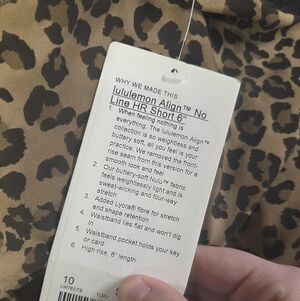 WHY WE MADE THIS
lululemon Align™ No
Line HR Short 6"
1. When feeling nothing is
everything. The lululemon Align™
collection is so weightless and
buttery soft, all you feel is your
practice. We removed the front-
rise seam from this version for a
smooth look and feel
2. Our buttery-soft Nulu™ fabric
feels weightlessly light and is
sweat-wicking and four-way
stretch
3. Added Lycra® fibre for stretch
and shape retention
4. Waistband lies flat and won't dig
in
5. Waistband pocket holds your key
or card
6. High rise, 6" length
10